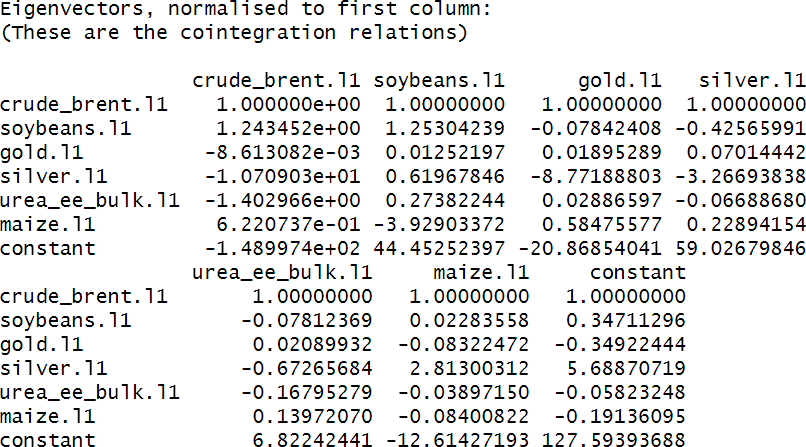 Eigenvectors, normalised to first column:
(These are the cointegration relations)

                crude_brent.l1 soybeans.l1     gold.l1   silver.l1
crude_brent.l1    1.000000e+00  1.00000000  1.00000000  1.00000000
soybeans.l1       1.243452e+00  1.25304239 -0.07842408 -0.42565991
gold.l1          -8.613082e-03  0.01252197  0.01895289  0.07014442
silver.l1        -1.070903e+01  0.61967846 -8.77188803 -3.26693838
urea_ee_bulk.l1  -1.402966e+00  0.27382244  0.02886597 -0.06688680
maize.l1          6.220737e-01 -3.92903372  0.58475577  0.22894154
constant         -1.489974e+02 44.45252397 -20.86854041 59.02679846
                urea_ee_bulk.l1     maize.l1     constant
crude_brent.l1       1.00000000   1.00000000   1.00000000
soybeans.l1         -0.07812369   0.02283558   0.34711296
gold.l1              0.02089932  -0.08322472  -0.34922444
silver.l1           -0.67265684   2.81300312   5.68870719
urea_ee_bulk.l1     -0.16795279  -0.03897150  -0.05823248
maize.l1             0.13972070  -0.08400822  -0.19136095
constant             6.82242441 -12.61427193 127.59393688